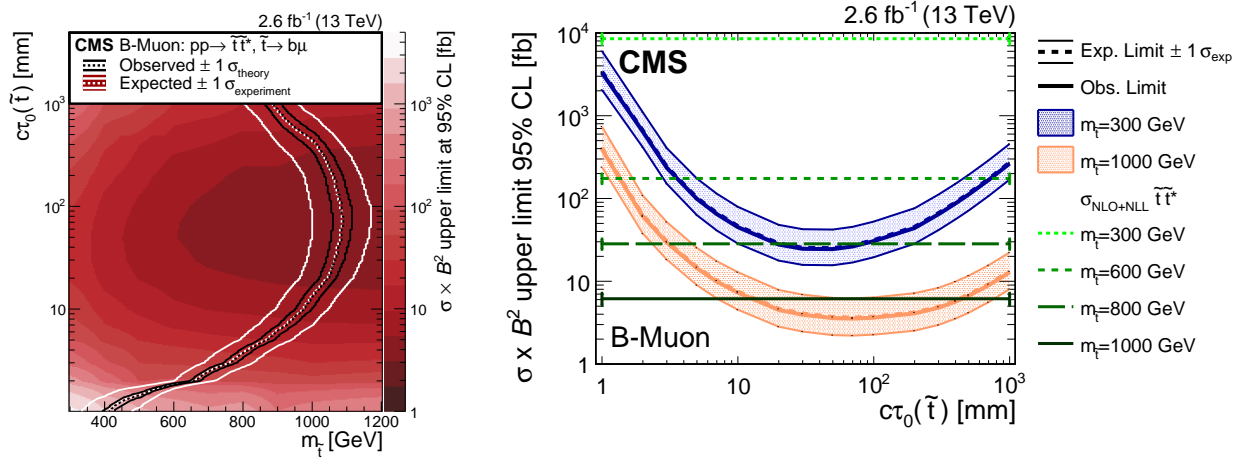 2.6 fb⁻¹ (13 TeV)
CMS B-Muon: pp→ t̃ t̃*, t̃→ bμ
Observed ± 1 σ_theory
Expected ± 1 σ_experiment
cτ₀(t̃) [mm]
10³
10²
10
400 600 800 1000 1200
m_t̃ [GeV]
10³
10²
10
1
σ × B² upper limit at 95% CL [fb]
2.6 fb⁻¹ (13 TeV)
CMS
B-Muon
σ x B² upper limit 95% CL [fb]
10⁴
10³
10²
10
1
1 10 10² 10³
cτ₀(t̃) [mm]
Exp. Limit ± 1 σ_exp
Obs. Limit
m_t̃=300 GeV
m_t̃=1000 GeV
σ_NLO+NLL t̃ t̃*
m_t̃=300 GeV
m_t̃=600 GeV
m_t̃=800 GeV
m_t̃=1000 GeV